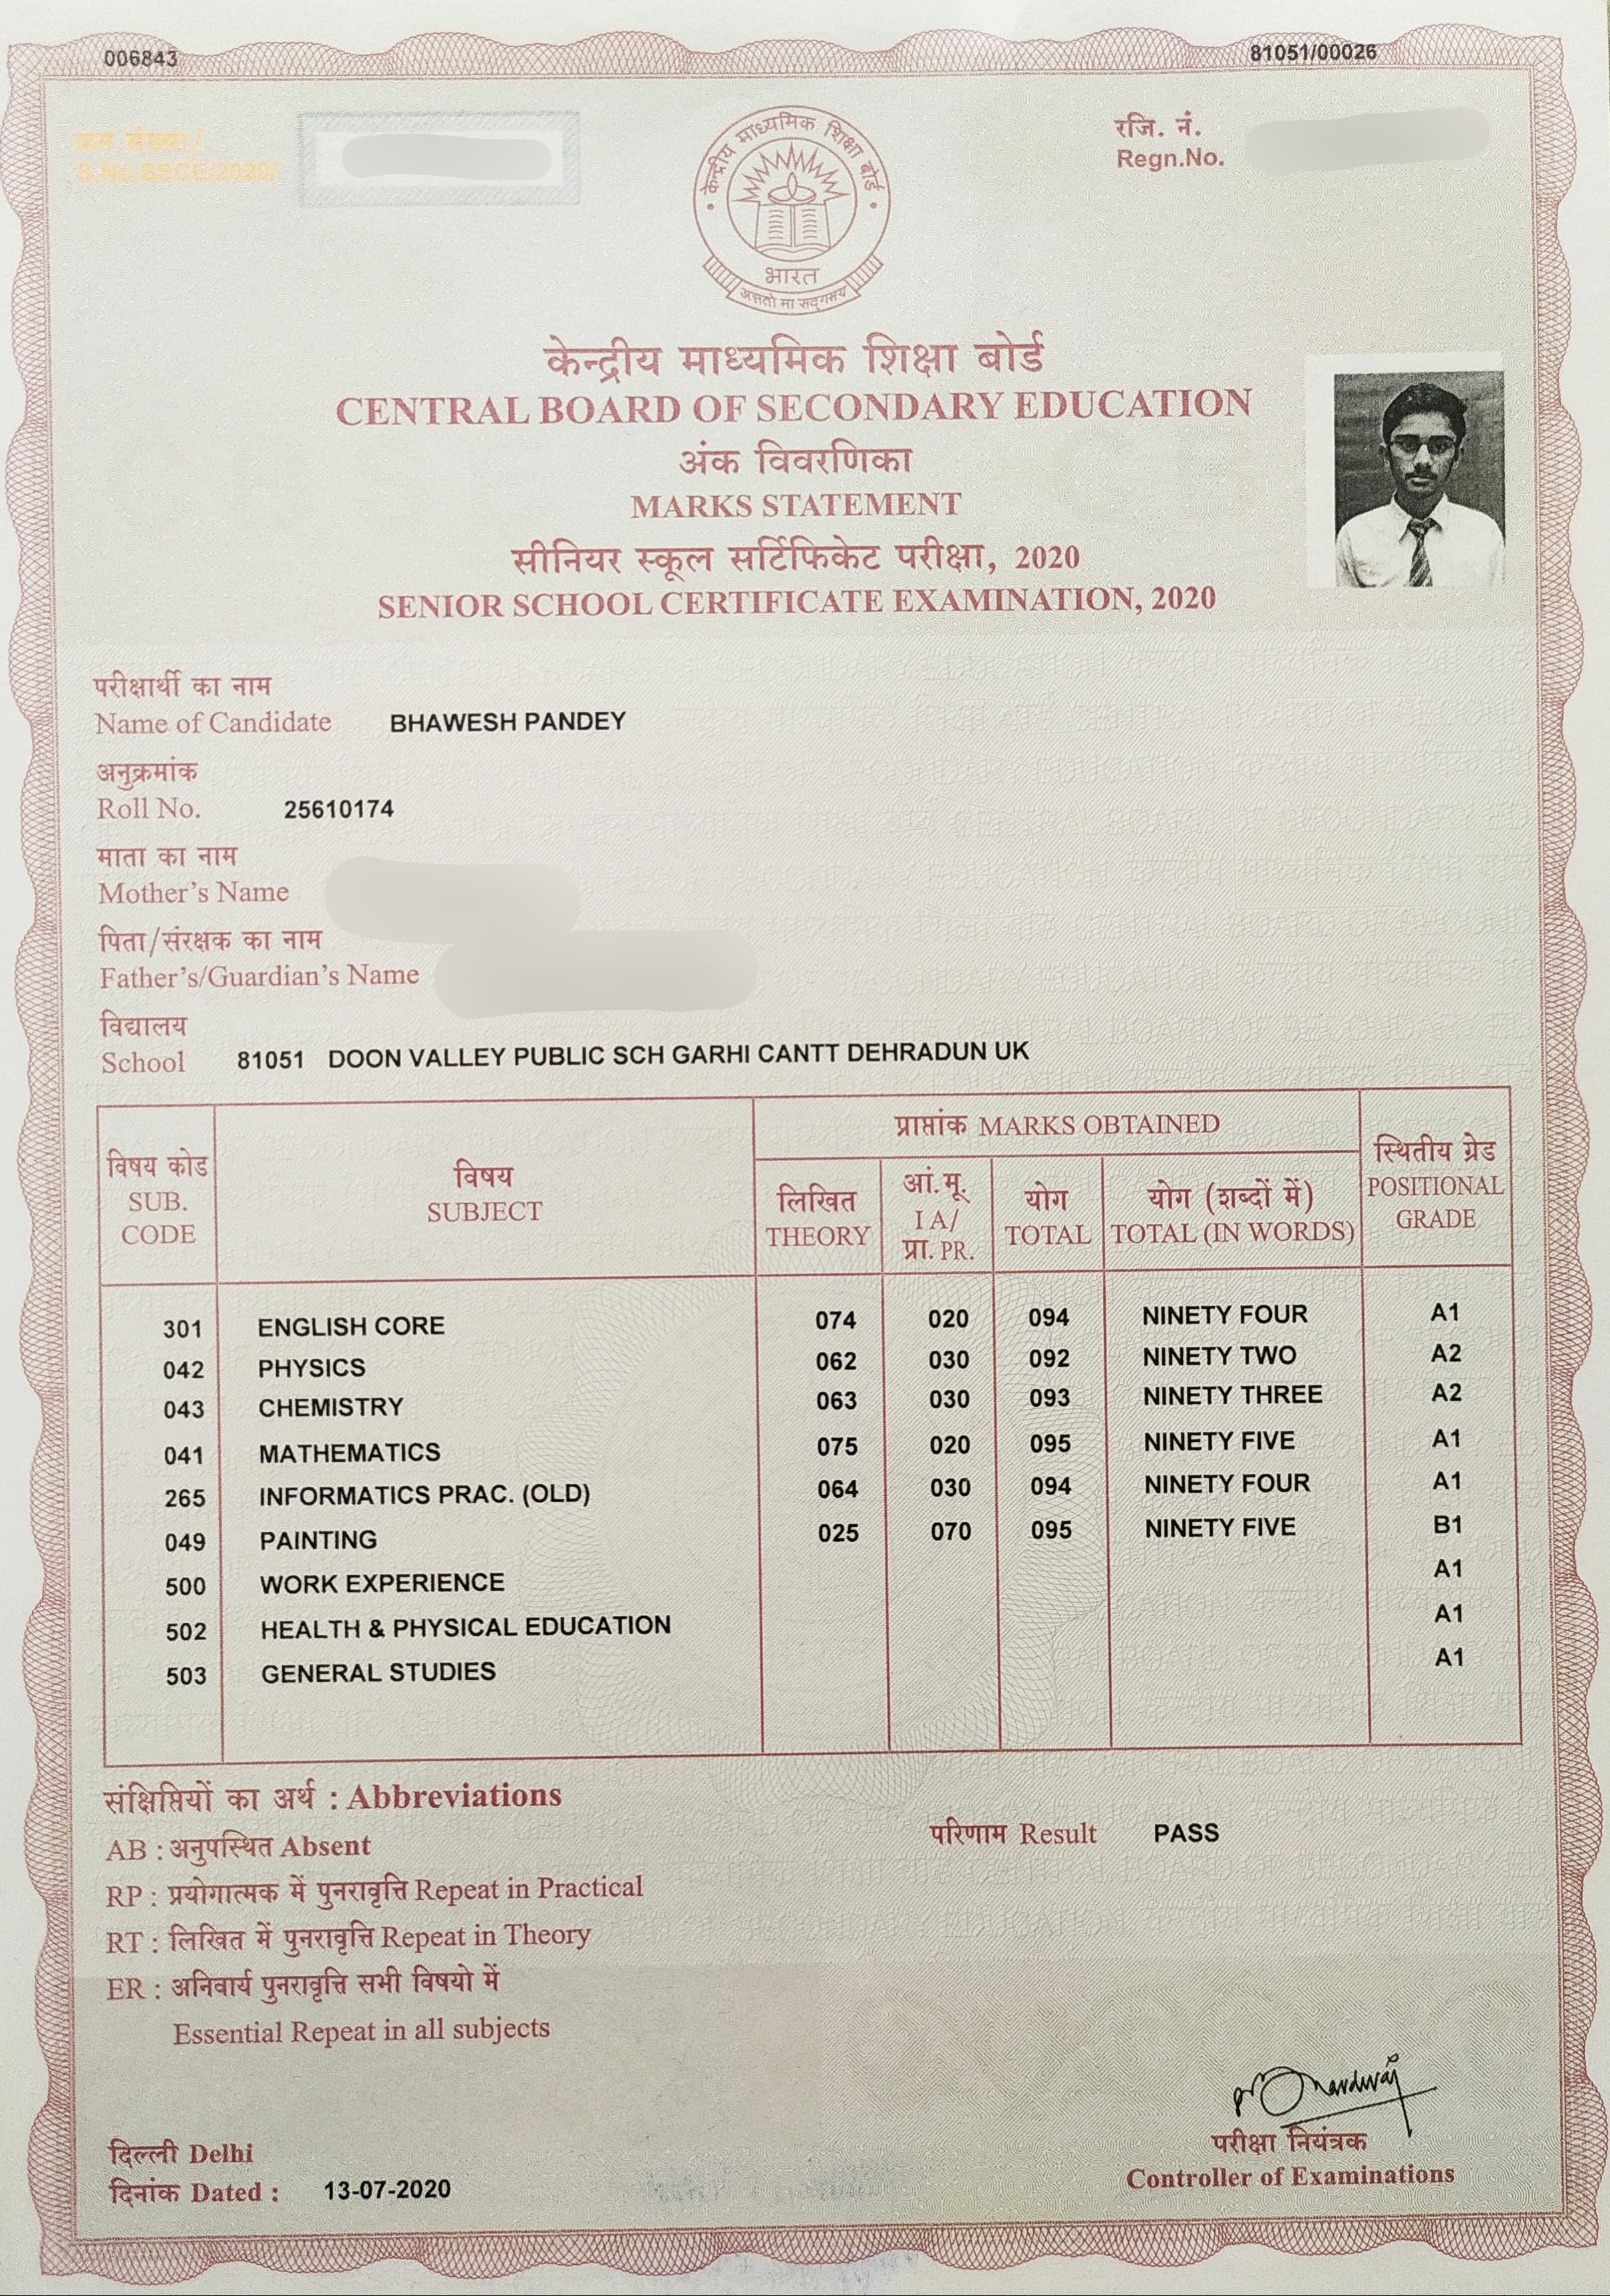 006843
81051/00026
क्रम संख्या /
S.No.SSCE/2020/
रजि. नं.
Regn.No.
केन्द्रीय माध्यमिक शिक्षा बोर्ड
भारत
असतो मा सद्गमय
केन्द्रीय माध्यमिक शिक्षा बोर्ड
CENTRAL BOARD OF SECONDARY EDUCATION
अंक विवरणिका
MARKS STATEMENT
सीनियर स्कूल सर्टिफिकेट परीक्षा, 2020
SENIOR SCHOOL CERTIFICATE EXAMINATION, 2020
परीक्षार्थी का नाम
Name of Candidate BHAWESH PANDEY
अनुक्रमांक
Roll No. 25610174
माता का नाम
Mother's Name
पिता/संरक्षक का नाम
Father's/Guardian's Name
विद्यालय
School 81051 DOON VALLEY PUBLIC SCH GARHI CANTT DEHRADUN UK
विषय कोड
SUB.
CODE
विषय
SUBJECT
प्राप्तांक MARKS OBTAINED
लिखित
THEORY
आं.मू.
I A/
प्रा. PR.
योग
TOTAL
योग (शब्दों में)
TOTAL (IN WORDS)
स्थितीय ग्रेड
POSITIONAL
GRADE
301 ENGLISH CORE 074 020 094 NINETY FOUR A1
042 PHYSICS 062 030 092 NINETY TWO A2
043 CHEMISTRY 063 030 093 NINETY THREE A2
041 MATHEMATICS 075 020 095 NINETY FIVE A1
265 INFORMATICS PRAC. (OLD) 064 030 094 NINETY FOUR A1
049 PAINTING 025 070 095 NINETY FIVE B1
500 WORK EXPERIENCE A1
502 HEALTH & PHYSICAL EDUCATION A1
503 GENERAL STUDIES A1
संक्षिप्तियों का अर्थ : Abbreviations
AB : अनुपस्थित Absent
परिणाम Result PASS
RP : प्रयोगात्मक में पुनरावृत्ति Repeat in Practical
RT : लिखित में पुनरावृत्ति Repeat in Theory
ER : अनिवार्य पुनरावृत्ति सभी विषयो में
Essential Repeat in all subjects
दिल्ली Delhi
दिनांक Dated : 13-07-2020
परीक्षा नियंत्रक
Controller of Examinations